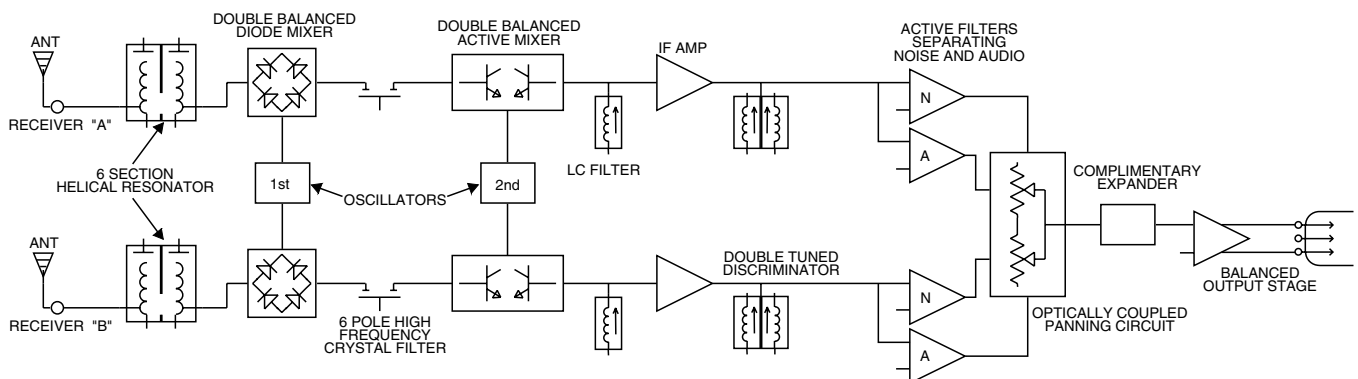 DOUBLE BALANCED
DIODE MIXER
DOUBLE BALANCED
ACTIVE MIXER
ACTIVE FILTERS
SEPARATING
NOISE AND AUDIO
ANT
IF AMP
N
RECEIVER "A"
LC FILTER
A
6 SECTION
HELICAL RESONATOR
1st
OSCILLATORS
2nd
COMPLIMENTARY
EXPANDER
ANT
DOUBLE TUNED
DISCRIMINATOR
BALANCED
OUTPUT STAGE
N
RECEIVER "B"
6 POLE HIGH
FREQUENCY
CRYSTAL FILTER
OPTICALLY COUPLED
PANNING CIRCUIT
A